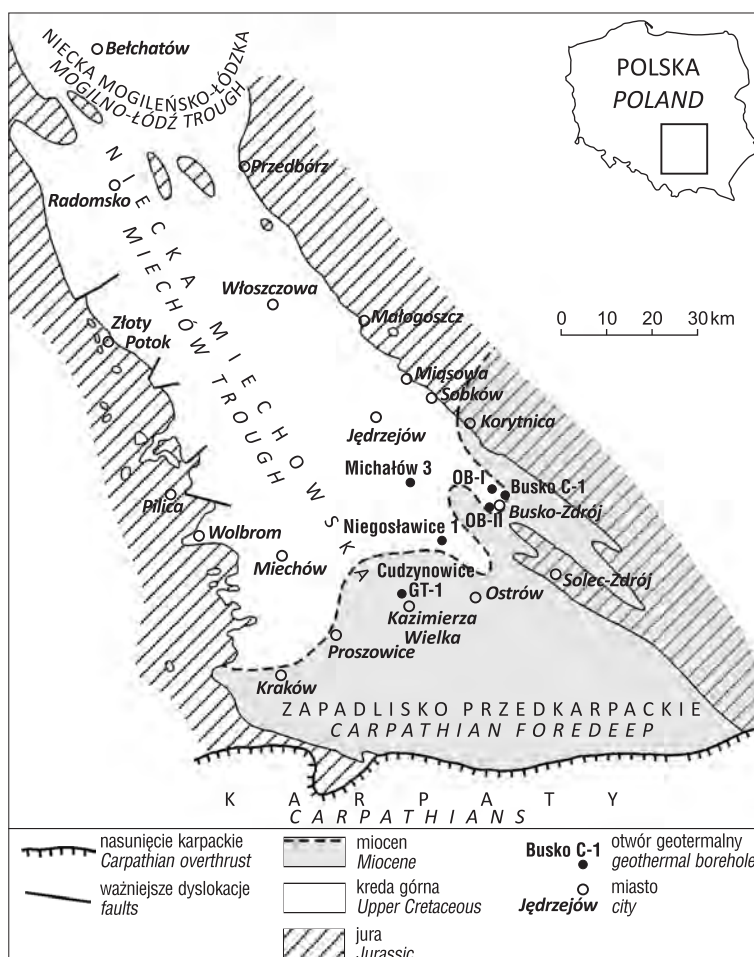 Bełchatów
NIECKA MOGILEŃSKO-ŁÓDZKA
MOGILNO-ŁÓDŹ TROUGH
POLSKA
POLAND
NIECKA MIECHOWSKA
MIECHÓW TROUGH
Przedbórz
Radomsko
Włoszczowa
Małogoszcz
0 10 20 30 km
Złoty
Potok
Miąsowa
Sobków
Korytnica
Jędrzejów
Michałów 3
OB-I
Busko C-1
Busko-Zdrój
OB-II
Pilica
Wolbrom
Niegosławice 1
Miechów
Cudzynowice
GT-1
Solec-Zdrój
Ostrów
Kazimierza
Wielka
Proszowice
Kraków
ZAPADLISKO PRZEDKARPACKIE
CARPATHIAN FOREDEEP
KARPATY
CARPATHIANS
nasunięcie karpackie
Carpathian overthrust
ważniejsze dyslokacje
faults
miocen
Miocene
kreda górna
Upper Cretaceous
jura
Jurassic
Busko C-1
otwór geotermalny
geothermal borehole
Jędrzejów
miasto
city